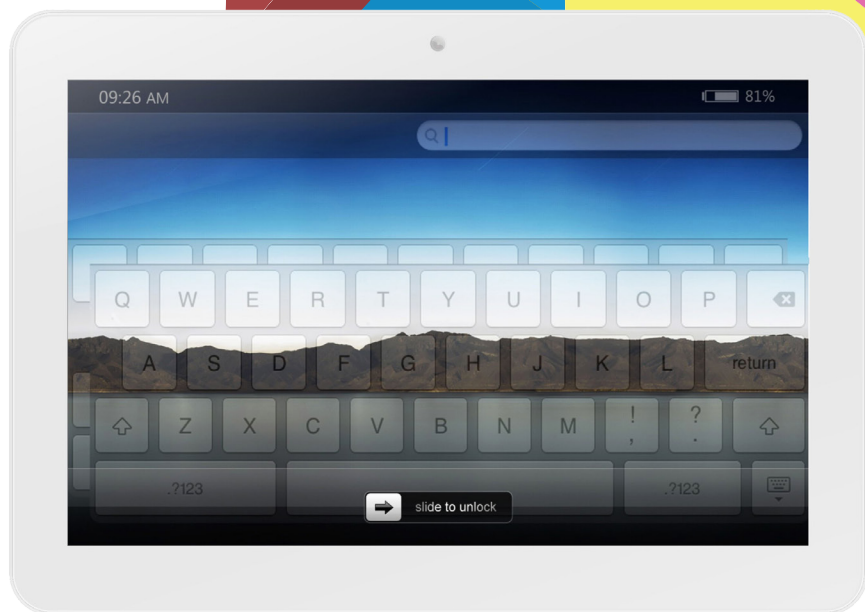 09:26 AM 81%
Q W E R T Y U I O P
A S D F G H J K L return
Z X C V B N M ! , ? .
.?123 .?123
slide to unlock